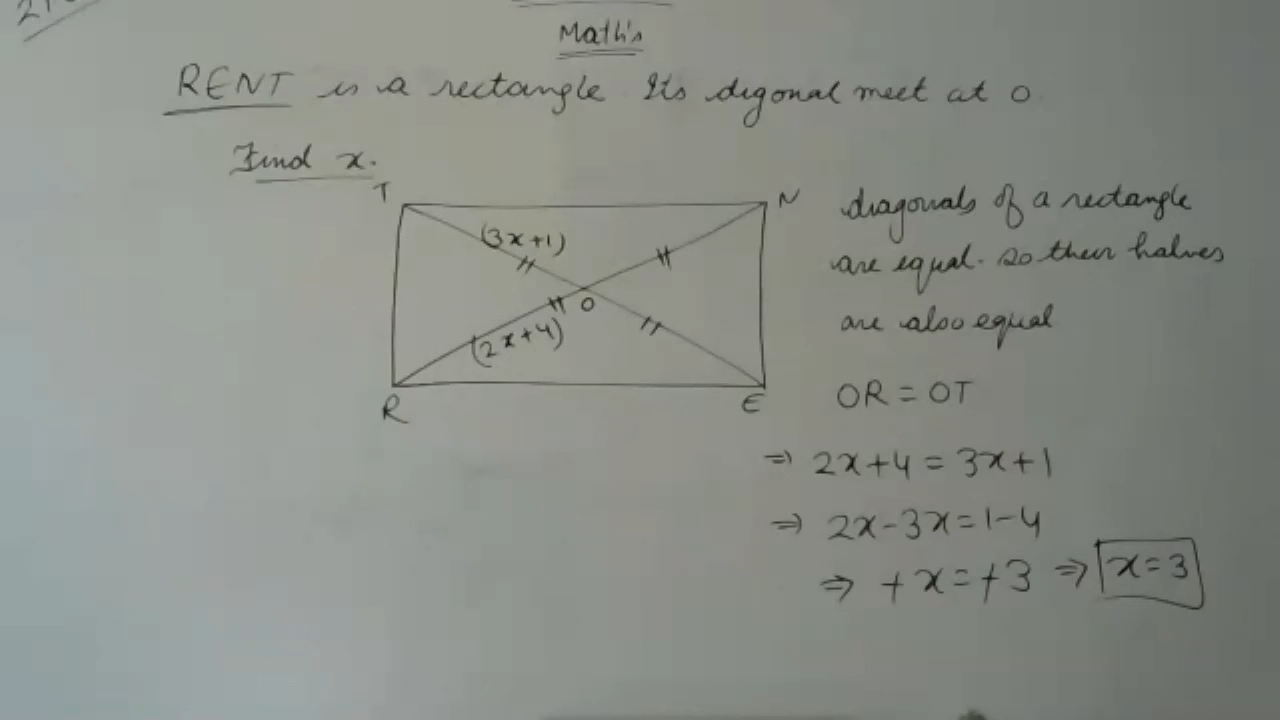 Math's
RENT is a rectangle. Its digonal meet at O.
Find x.
T
N
(3x+1)
O
(2x+4)
R
E
diagonals of a rectangle
are equal. so their halves
are also equal
OR = OT
⇒ 2x+4 = 3x+1
⇒ 2x-3x=1-4
⇒ +x=+3 ⇒ x=3